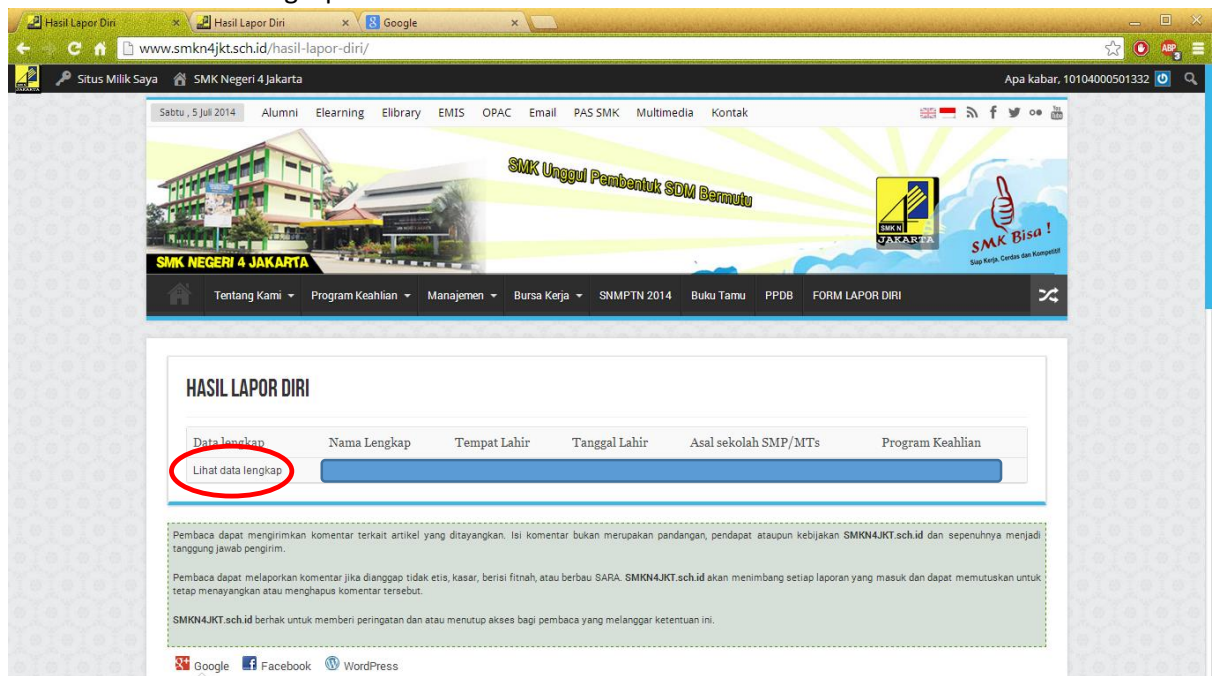 Hasil Lapor Diri
Hasil Lapor Diri
Google
www.smkn4jkt.sch.id/hasil-lapor-diri/
Situs Milik Saya SMK Negeri 4 Jakarta Apa kabar, 10104000501332
Sabtu , 5 Juli 2014 Alumni Elearning Elibrary EMIS OPAC Email PAS SMK Multimedia Kontak
SMK Unggul Pembentuk SDM Bermutu
SMK N
JAKARTA
SMK Bisa !
Siap Kerja, Cerdas dan Kompetitif
SMK NEGERI 4 JAKARTA
Tentang Kami Program Keahlian Manajemen Bursa Kerja SNMPTN 2014 Buku Tamu PPDB FORM LAPOR DIRI
HASIL LAPOR DIRI
Data lengkap Nama Lengkap Tempat Lahir Tanggal Lahir Asal sekolah SMP/MTs Program Keahlian
Lihat data lengkap
Pembaca dapat mengirimkan komentar terkait artikel yang ditayangkan. Isi komentar bukan merupakan pandangan, pendapat ataupun kebijakan SMKN4JKT.sch.id dan sepenuhnya menjadi
tanggung jawab pengirim.
Pembaca dapat melaporkan komentar jika dianggap tidak etis, kasar, berisi fitnah, atau berbau SARA. SMKN4JKT.sch.id akan menimbang setiap laporan yang masuk dan dapat memutuskan untuk
tetap menayangkan atau menghapus komentar tersebut.
SMKN4JKT.sch.id berhak untuk memberi peringatan dan atau menutup akses bagi pembaca yang melanggar ketentuan ini.
Google Facebook WordPress